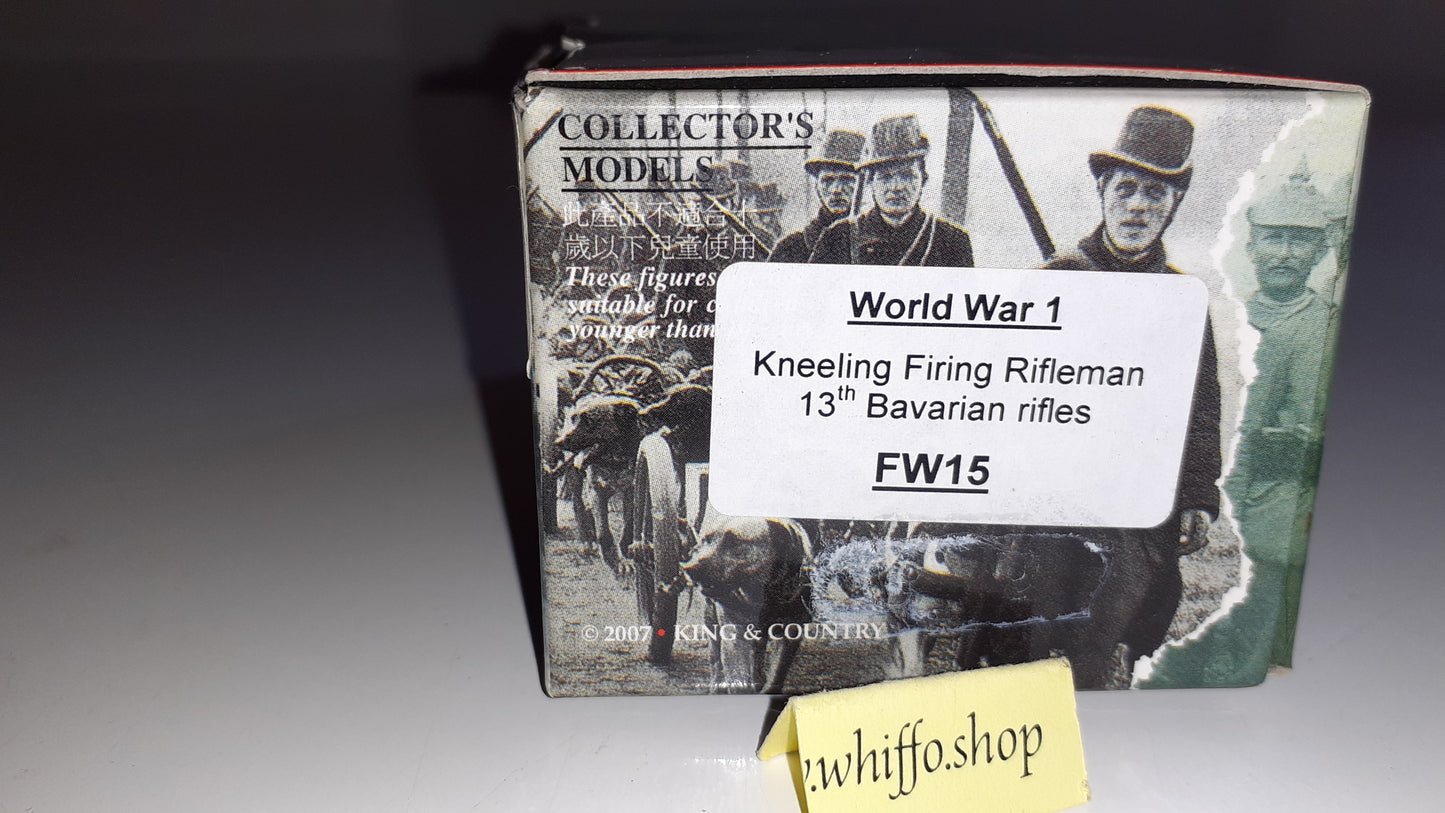 COLLECTOR'S
MODELS
此產品不適合十
歲以下兒童使用
These figures
suitable for
younger than
World War 1
Kneeling Firing Rifleman
13th Bavarian rifles
FW15
© 2007 • KING & COUNTRY
.whiffo.shop